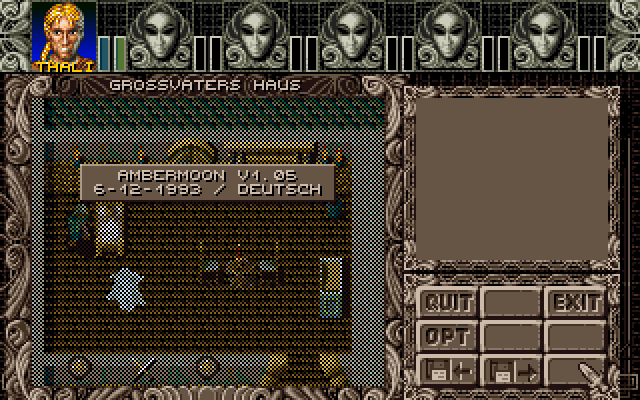 THALI
GROSSVATERS HAUS
AMBERMOON V1.05
6-12-1993 / DEUTSCH
QUIT
EXIT
OPT